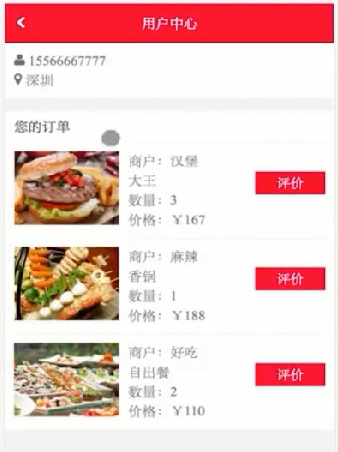 用户中心
15566667777
深圳
您的订单
商户：汉堡
大王
数量：3
价格：￥167
评价
商户：麻辣
香锅
数量：1
价格：￥188
评价
商户：好吃
自出餐
数量：2
价格：￥110
评价